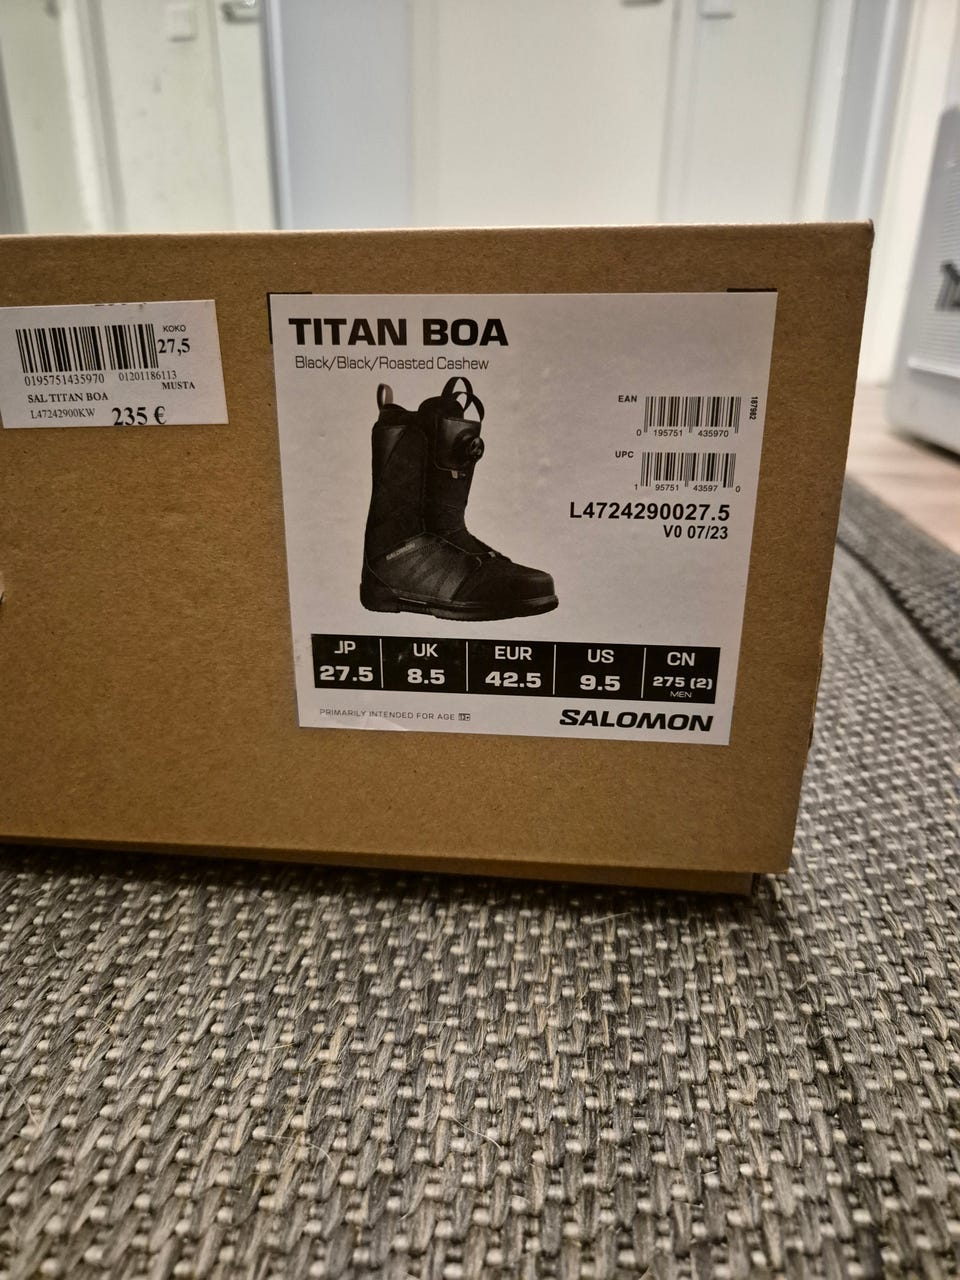 KOKO
27,5
0195751435970 01201186113
MUSTA
SAL TITAN BOA
L47242900KW 235 €
TITAN BOA
Black/Black/Roasted Cashew
EAN
187982
0 195751 435970
UPC
1 95751 43597 0
L4724290027.5
V0 07/23
SALOMON
JP UK EUR US CN
27.5 8.5 42.5 9.5 275 (2)
MEN
PRIMARILY INTENDED FOR AGE
SALOMON